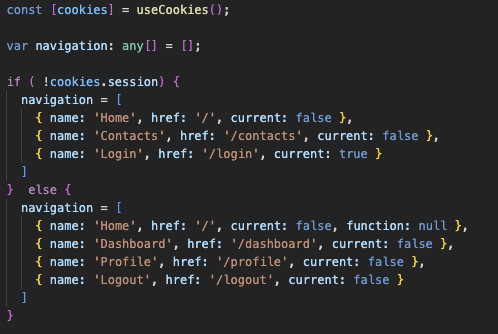 const [cookies] = useCookies();
var navigation: any[] = [];
if ( !cookies.session) {
navigation = [
{ name: 'Home', href: '/', current: false },
{ name: 'Contacts', href: '/contacts', current: false },
{ name: 'Login', href: '/login', current: true }
]
} else {
navigation = [
{ name: 'Home', href: '/', current: false, function: null },
{ name: 'Dashboard', href: '/dashboard', current: false },
{ name: 'Profile', href: '/profile', current: false },
{ name: 'Logout', href: '/logout', current: false }
]
}